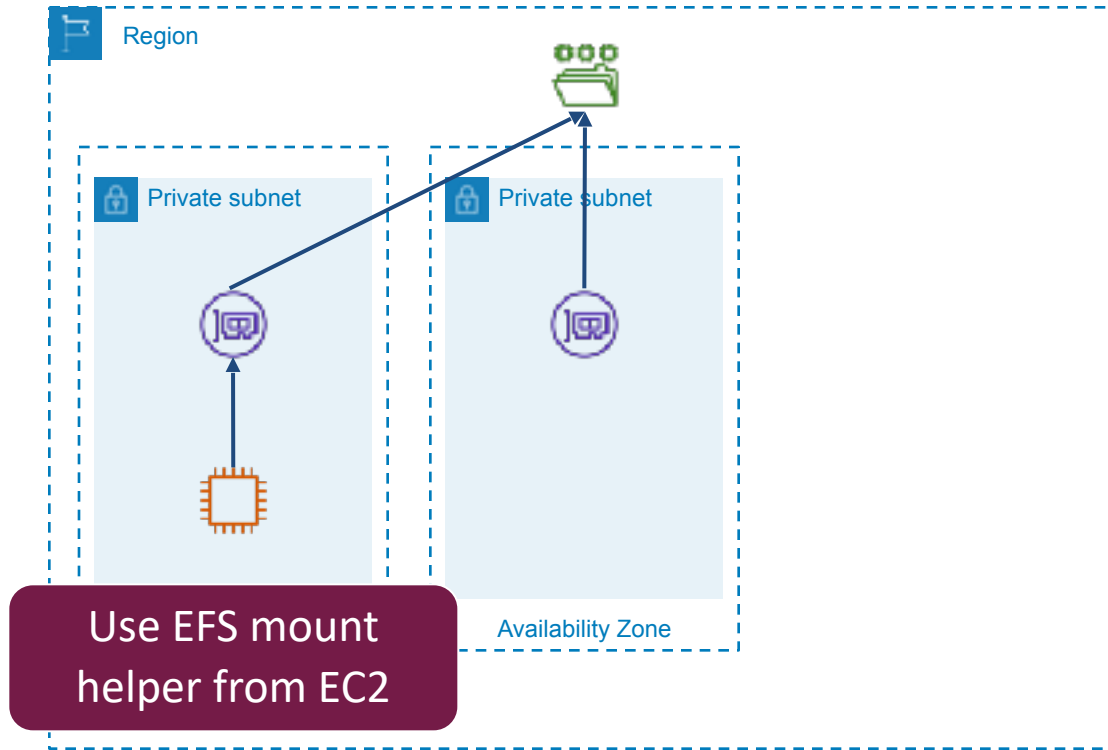 Region
Private subnet
Private subnet
Availability Zone
Use EFS mount
helper from EC2